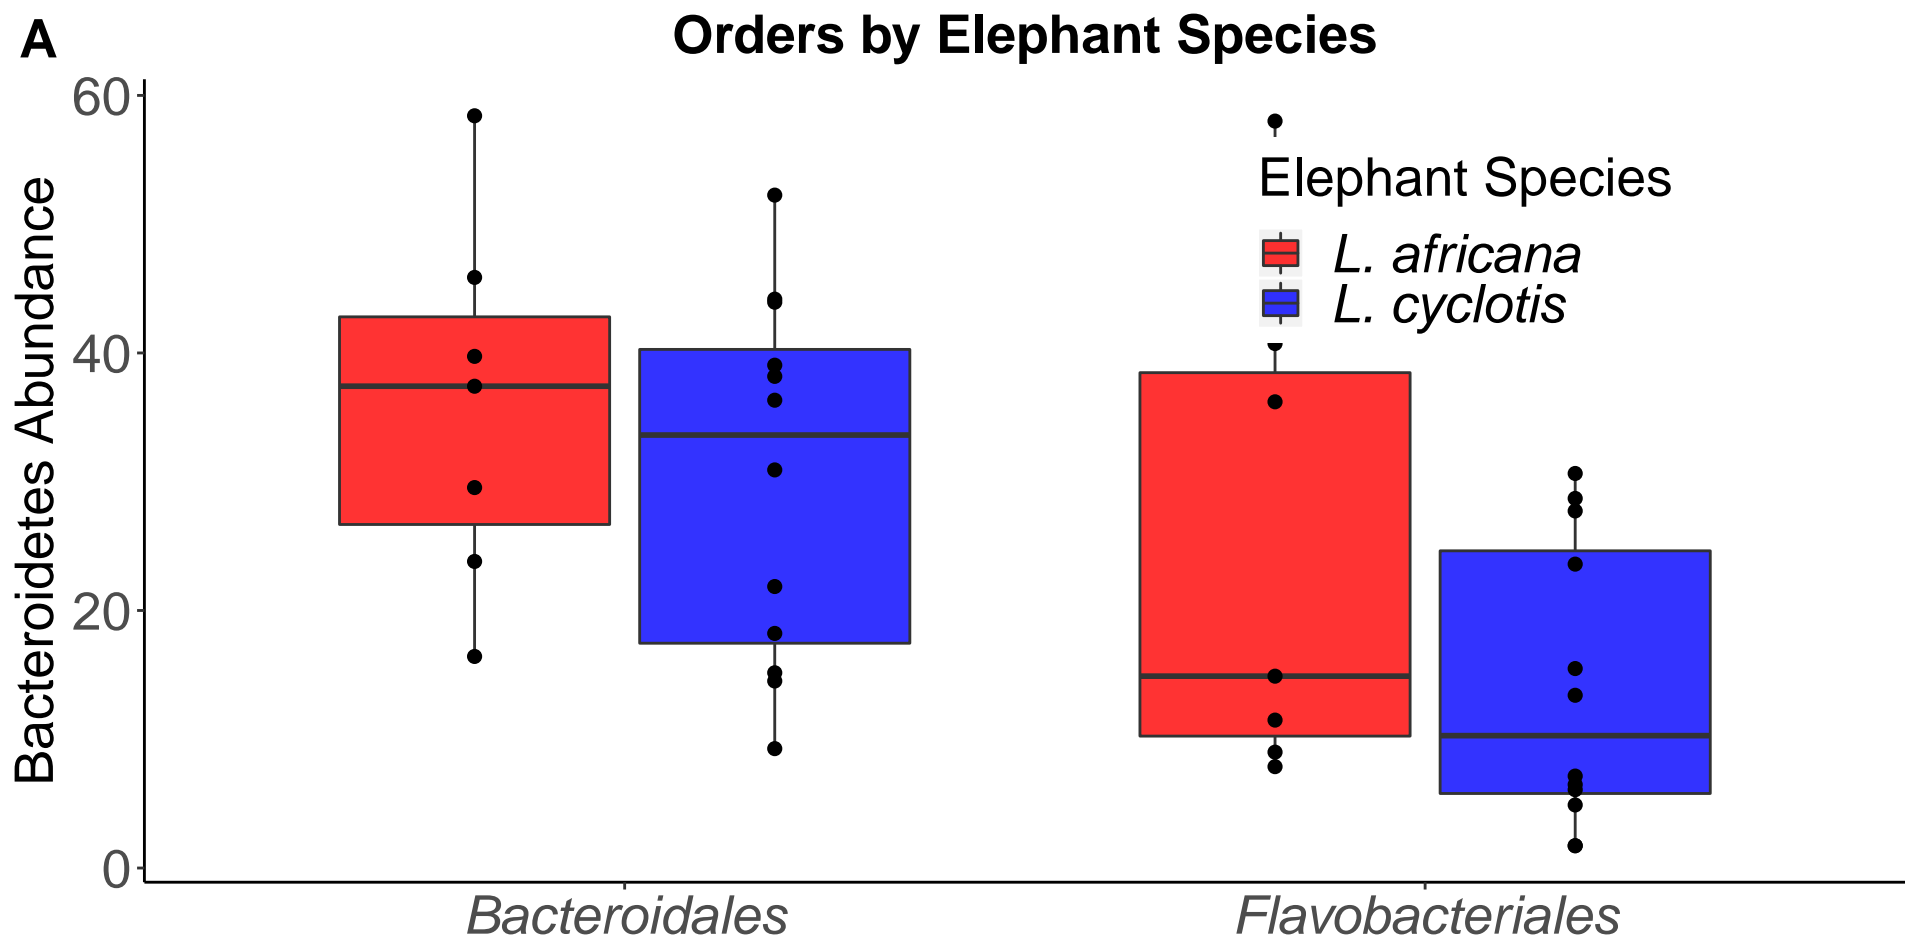 A
Orders by Elephant Species
Bacteroidetes Abundance
60
40
20
0
Elephant Species
L. africana
L. cyclotis
Bacteroidales
Flavobacteriales